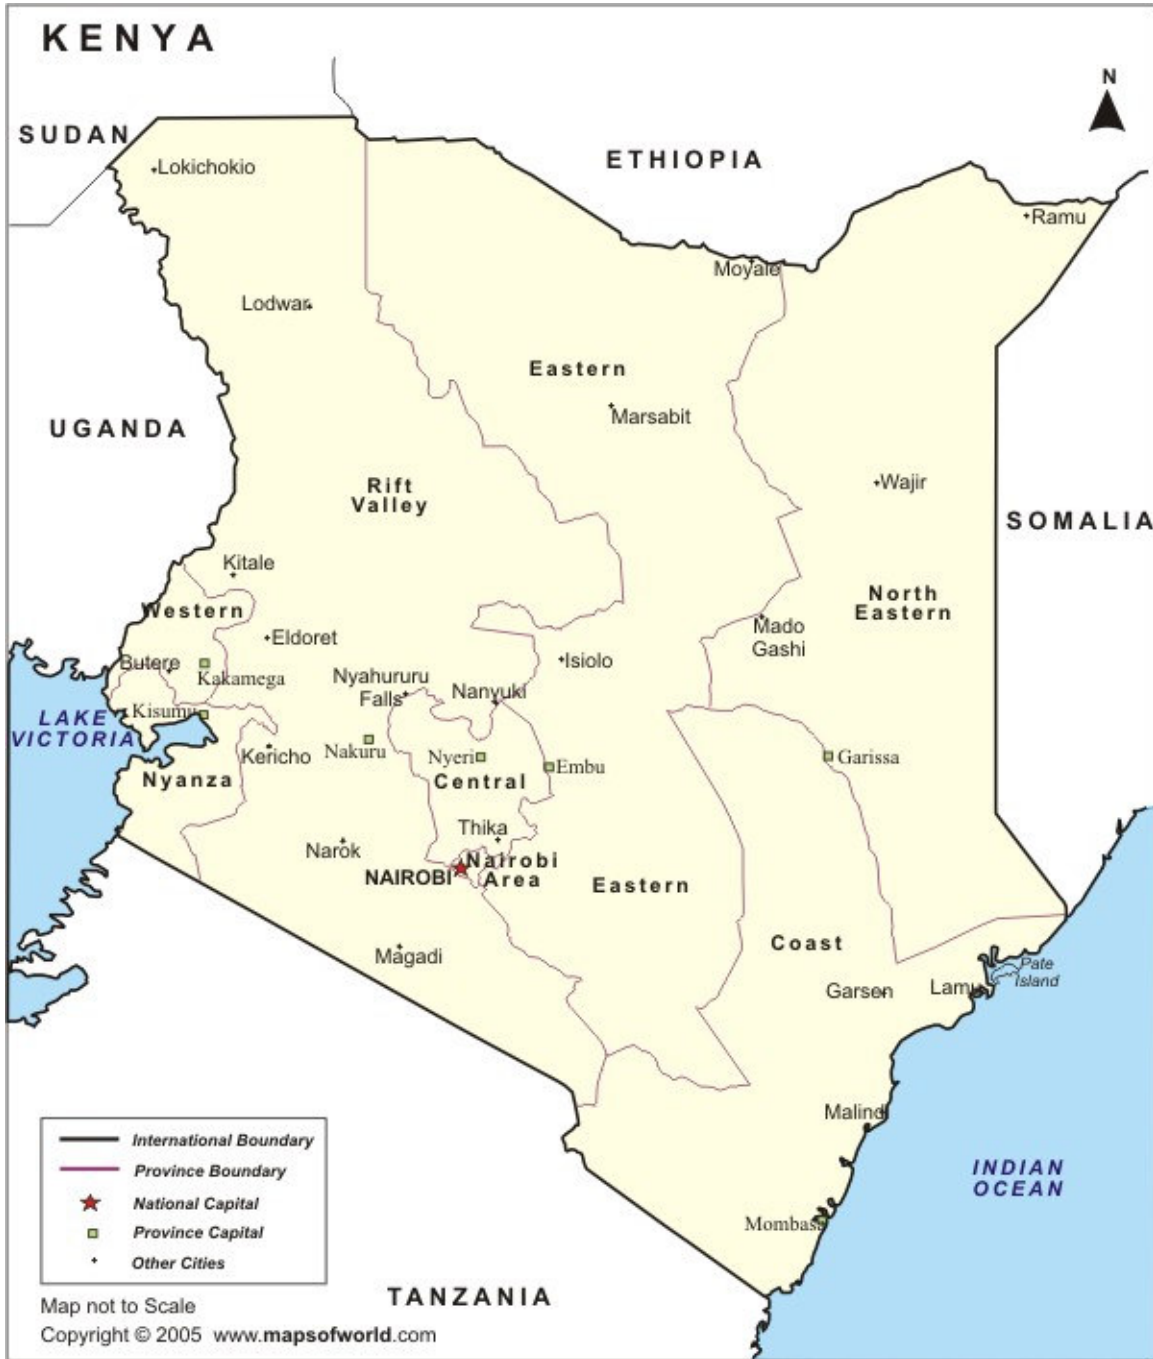 KENYA
N
SUDAN
ETHIOPIA
Lokichokio
Ramu
Moyale
Lodwar
Eastern
Marsabit
UGANDA
Rift
Valley
Wajir
SOMALIA
Kitale
Western
North
Eastern
Eldoret
Mado
Gashi
Butere
Kakamega
Isiolo
Nyahururu
Falls
Nanyuki
Kisumu
LAKE
VICTORIA
Kericho
Nakuru
Nyeri
Embu
Garissa
Nyanza
Central
Thika
Narok
NAIROBI
Nairobi
Area
Eastern
Magadi
Coast
Pate
Island
Garsen
Lamu
Malindi
INDIAN
OCEAN
Mombasa
International Boundary
Province Boundary
National Capital
Province Capital
Other Cities
TANZANIA
Map not to Scale
Copyright © 2005 www.mapsofworld.com